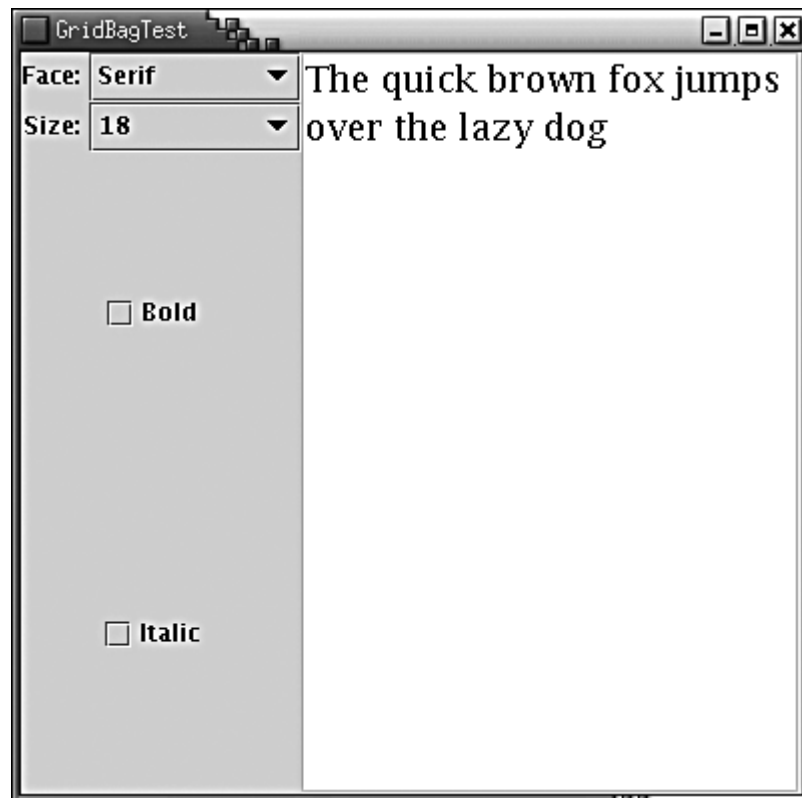 GridBagTest
Face: Serif
Size: 18
The quick brown fox jumps
over the lazy dog
Bold
Italic